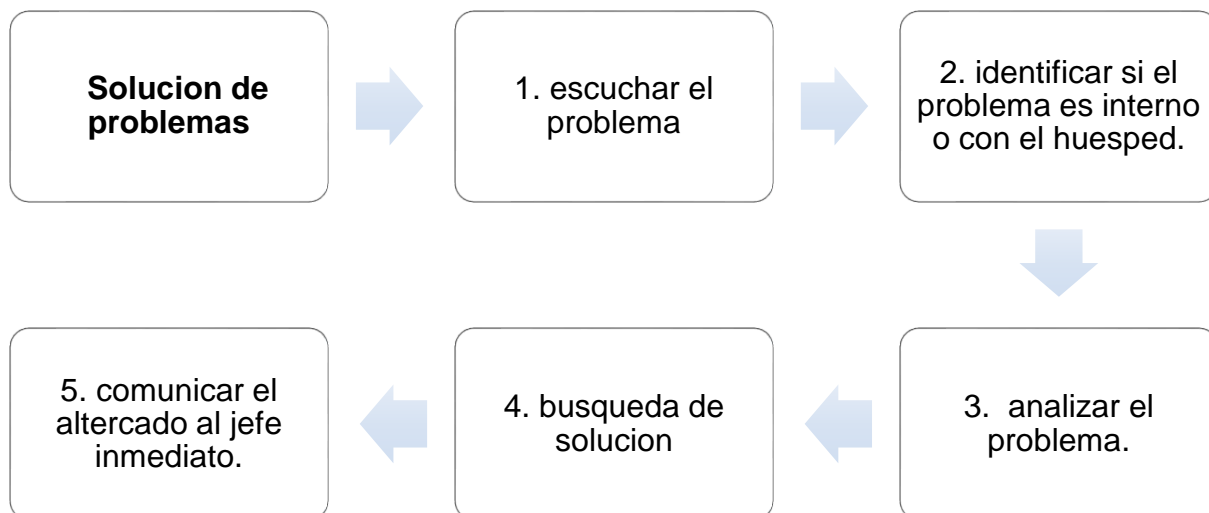 Solucion de
problemas
1. escuchar el
problema
2. identificar si el
problema es interno
o con el huesped.
3.  analizar el
problema.
4. busqueda de
solucion
5. comunicar el
altercado al jefe
inmediato.